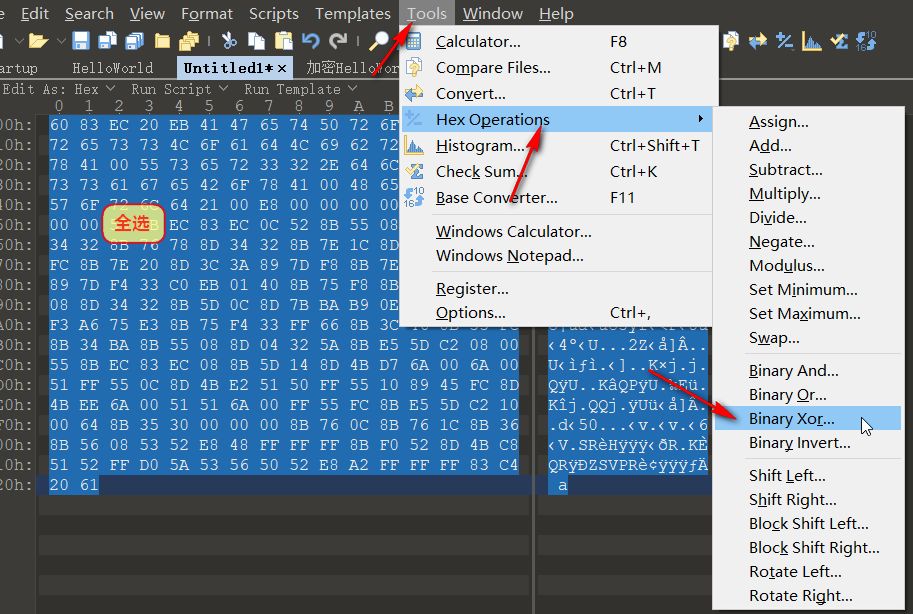 e Edit Search View Format Scripts Templates Tools Window Help
artup HelloWorld Untitled1* × 加密HelloWor
Edit As: Hex Run Script Run Template
0 1 2 3 4 5 6 7 8 9 A B
00h: 60 83 EC 20 EB 41 47 65 74 50 72 6F
10h: 65 73 73 4C 6F 61 64 4C 69 62 72
20h: 78 41 00 55 73 65 72 33 32 2E 64 6C
30h: 73 73 61 67 65 42 6F 78 41 00 48 65
40h: 57 6F 72 6C 64 21 00 E8 00 00 00 00
50h: 00 00 EC 83 EC 0C 52 8B 55 08
60h: 34 32 8B 76 78 8D 34 32 8B 7E 1C 8D
70h: FC 8B 7E 20 8D 3C 3A 89 7D F8 8B 7E
80h: 89 7D F4 33 C0 EB 01 40 8B 75 F8 8B
90h: 08 8D 34 32 8B 5D 0C 8D 7B BA B9 0E
A0h: F3 A6 75 E3 8B 75 F4 33 FF 66 8B 3C
B0h: 8B 34 BA 8B 55 08 8D 04 32 5A 8B E5 5D C2 08 00 ‹4º‹U...2Z‹å]Â..
C0h: 55 8B EC 83 EC 08 8B 5D 14 8D 4B D7 6A 00 6A 00 U‹ìƒì.‹]..K×j.j.
D0h: 51 FF 55 0C 8D 4B E2 51 50 FF 55 10 89 45 FC 8D QÿU..KâQPÿU.‰Eü.
E0h: 4B EE 6A 00 51 51 6A 00 FF 55 FC 8B E5 5D C2 10 Kîj.QQj.ÿUü‹å]Â.
F0h: 00 64 8B 35 30 00 00 00 8B 76 0C 8B 76 1C 8B 36 .d‹50...‹v.‹v.‹6
00h: 8B 56 08 53 52 E8 48 FF FF FF 8B F0 52 8D 4B C8 ‹V.SRèHÿÿÿ‹ðR.KÈ
10h: 51 52 FF D0 5A 53 56 50 52 E8 A2 FF FF FF 83 C4 QRÿÐZSVPRè¢ÿÿÿƒÄ
20h: 20 61 a
全选
Calculator... F8
Compare Files... Ctrl+M
Convert... Ctrl+T
Hex Operations
Histogram... Ctrl+Shift+T
Check Sum... Ctrl+K
Base Converter... F11
Windows Calculator...
Windows Notepad...
Register...
Options... Ctrl+,
Assign...
Add...
Subtract...
Multiply...
Divide...
Negate...
Modulus...
Set Minimum...
Set Maximum...
Swap...
Binary And...
Binary Or...
Binary Xor...
Binary Invert...
Shift Left...
Shift Right...
Block Shift Left...
Block Shift Right...
Rotate Left...
Rotate Right...